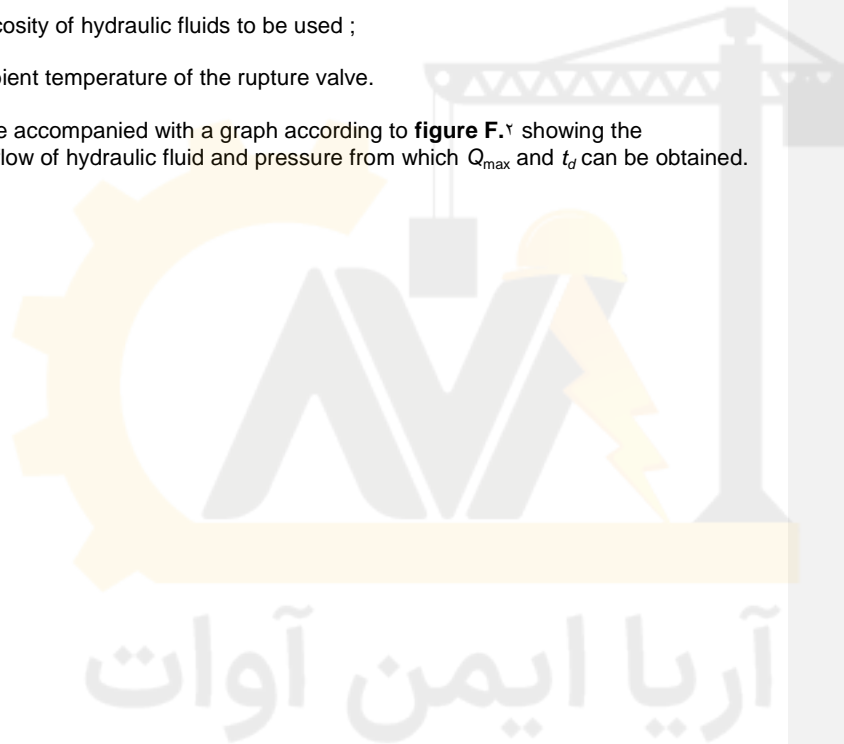 cosity of hydraulic fluids to be used ;
pient temperature of the rupture valve.
e accompanied with a graph according to figure F.۲ showing the
low of hydraulic fluid and pressure from which Qmax and td can be obtained.
آریا ایمن آوات